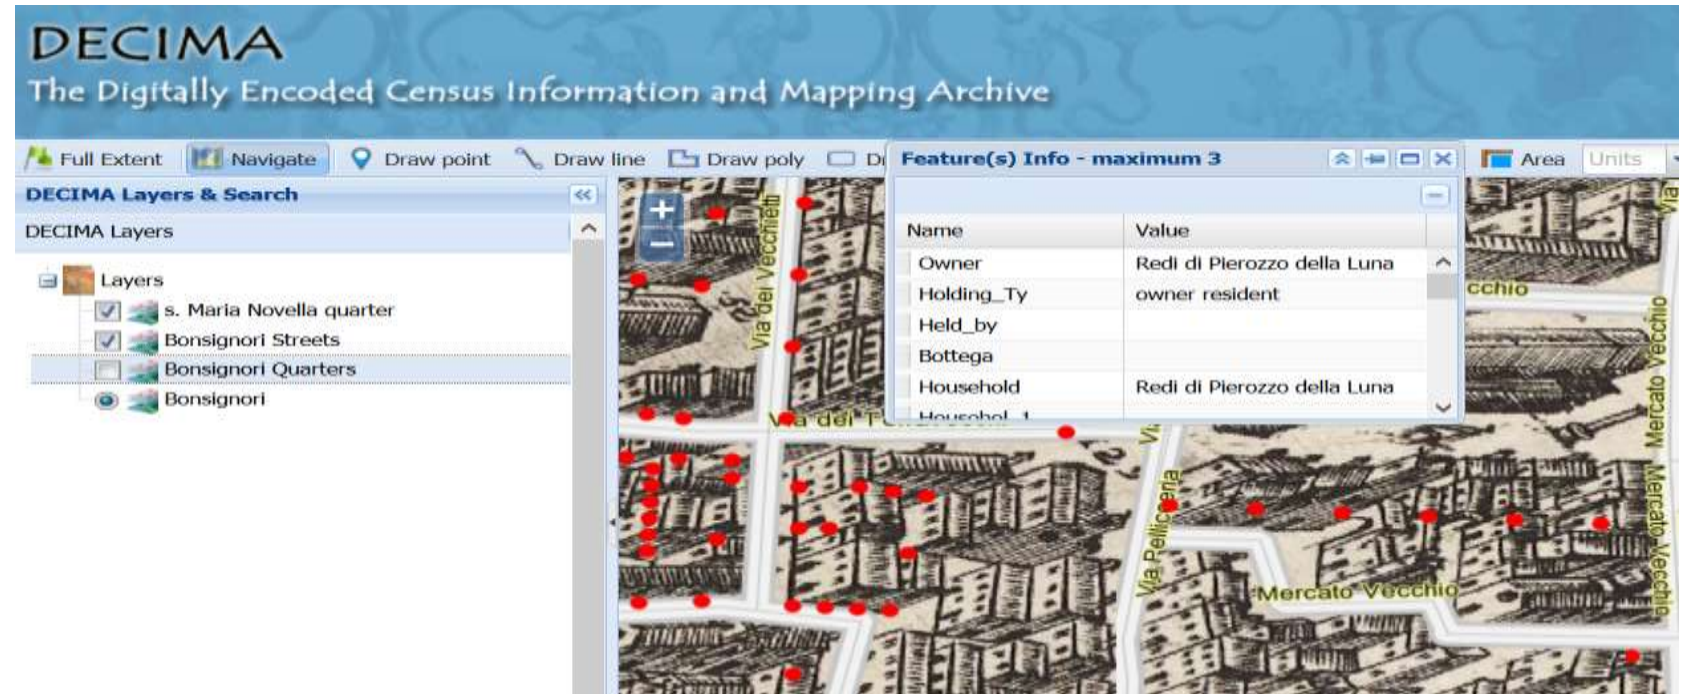 DECIMA
The Digitally Encoded Census Information and Mapping Archive
Full Extent Navigate Draw point Draw line Draw poly Feature(s) Info - maximum 3 Area Units
DECIMA Layers & Search
DECIMA Layers
Layers
s. Maria Novella quarter
Bonsignori Streets
Bonsignori Quarters
Bonsignori
Name Value
Owner Redi di Pierozzo della Luna
Holding_Ty owner resident
Held_by
Bottega
Household Redi di Pierozzo della Luna
Househol_1
Via dei Vecchietti
Via dei
Via Pellicceria
Mercato Vecchio
Mercato Vecchio
Mercato Vecchio